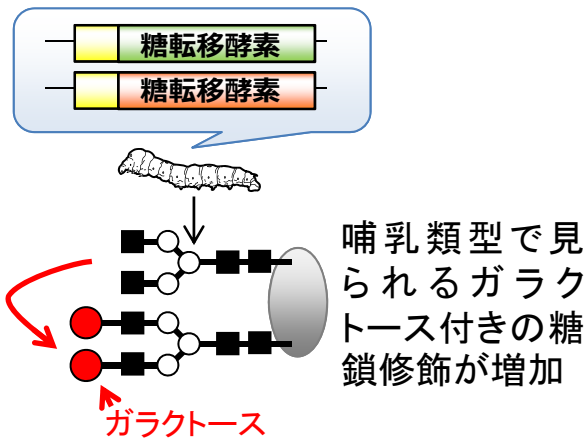 糖転移酵素
糖転移酵素
哺乳類型で見
られるガラク
トース付きの糖
鎖修飾が増加
ガラクトース